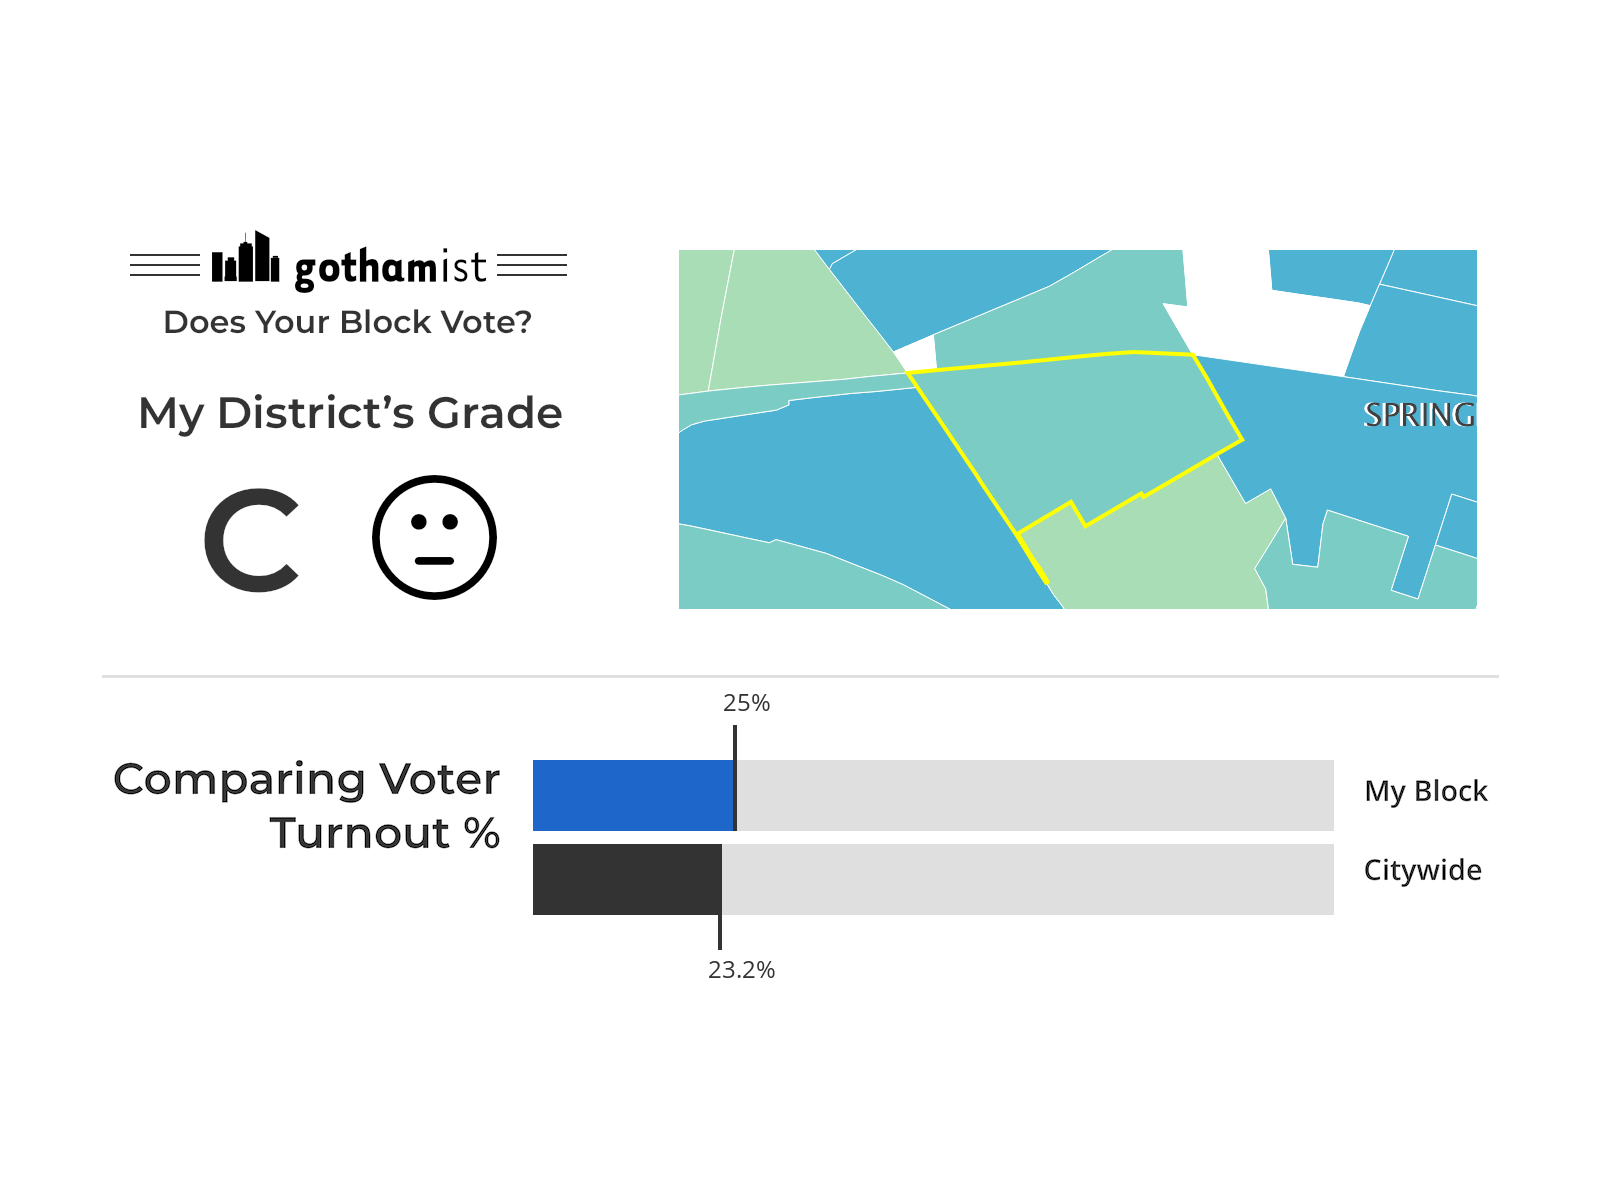 gothamist
Does Your Block Vote?
My District’s Grade
C
SPRING
25%
Comparing Voter
Turnout %
My Block
Citywide
23.2%